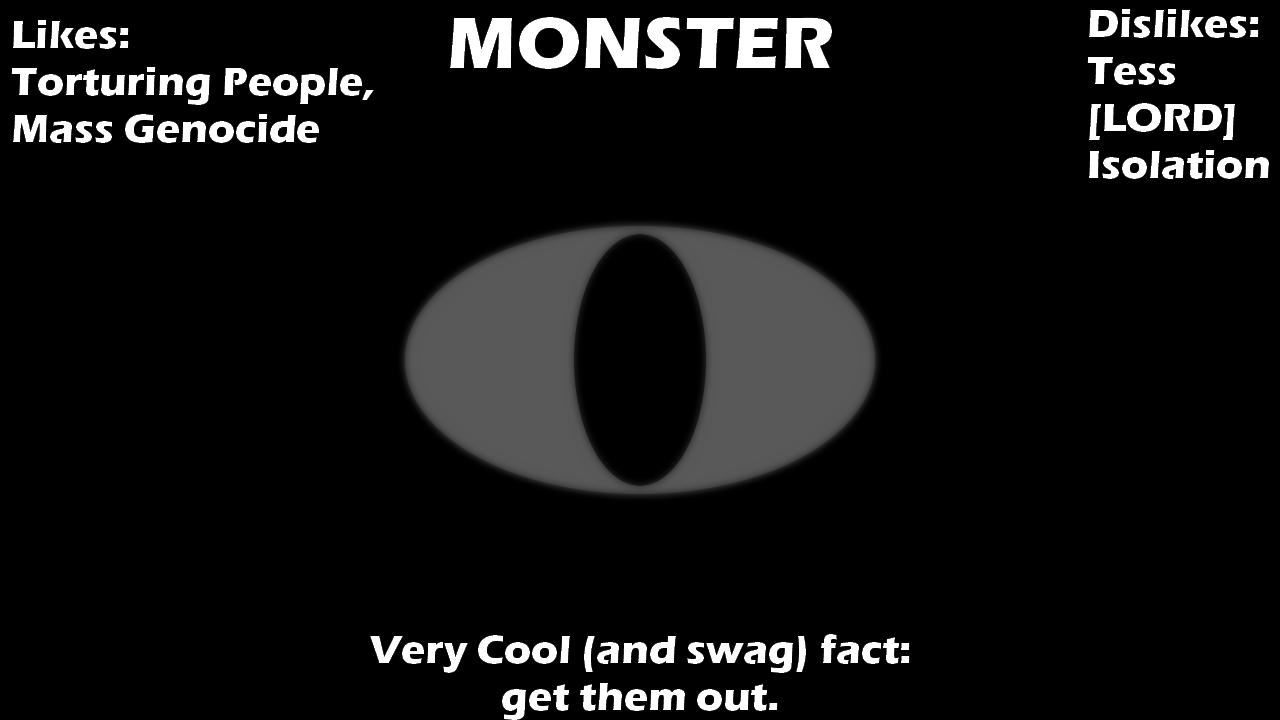 MONSTER
Likes:
Torturing People,
Mass Genocide
Dislikes:
Tess
[LORD]
Isolation
Very Cool (and swag) fact:
get them out.